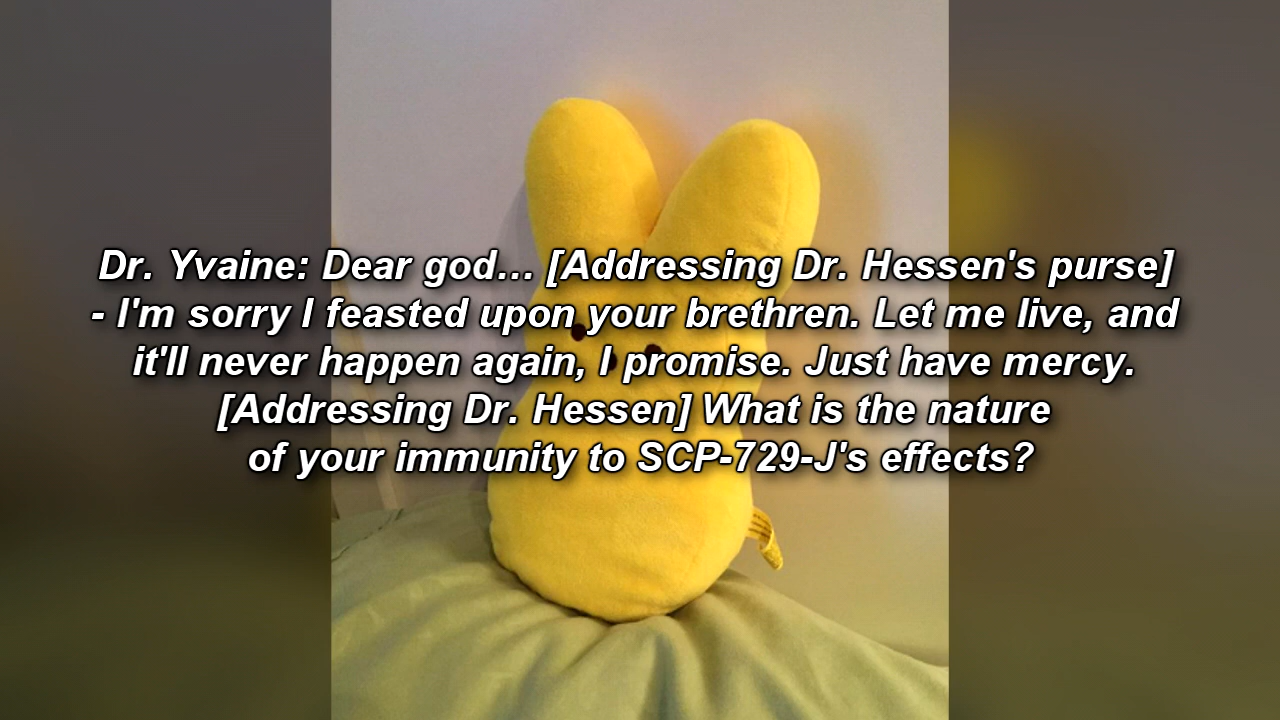 Dr. Yvaine: Dear god… [Addressing Dr. Hessen's purse]
- I'm sorry I feasted upon your brethren. Let me live, and
it'll never happen again, I promise. Just have mercy.
[Addressing Dr. Hessen] What is the nature
of your immunity to SCP-729-J's effects?